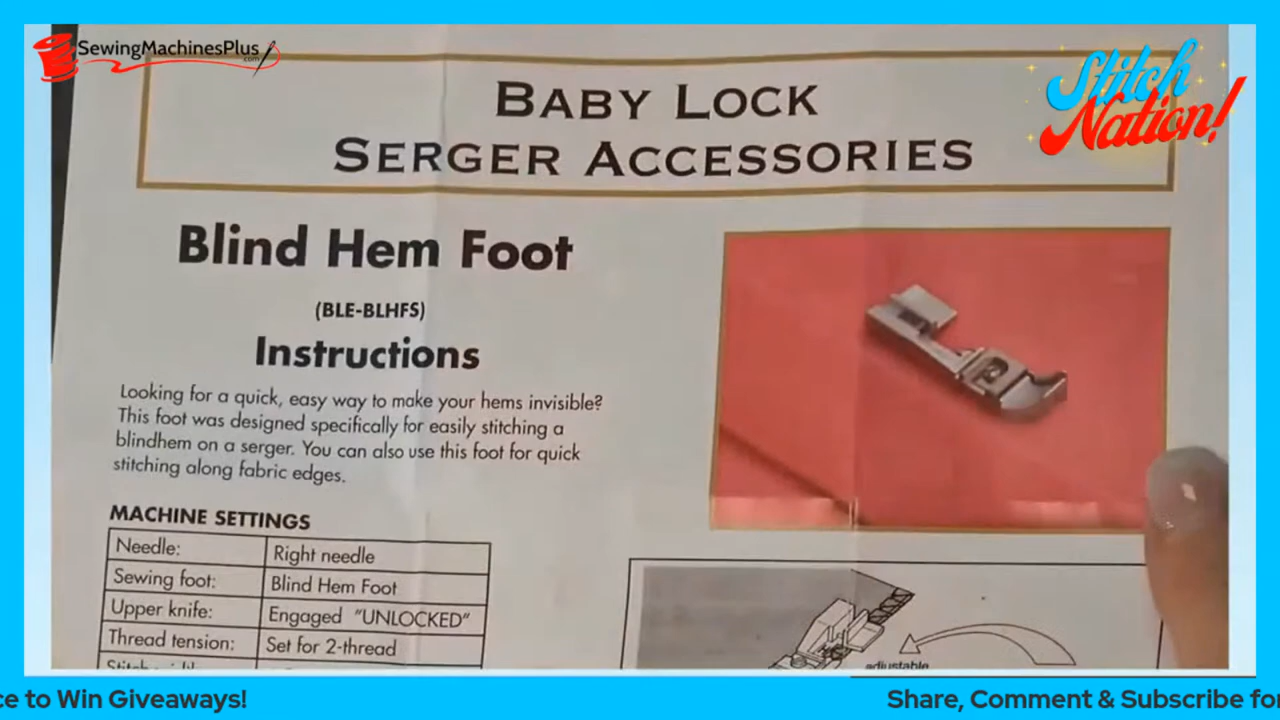 SewingMachinesPlus
.com
Stitch
Nation!
BABY LOCK
SERGER ACCESSORIES
Blind Hem Foot
(BLE-BLHFS)
Instructions
Looking for a quick, easy way to make your hems invisible?
This foot was designed specifically for easily stitching a
blindhem on a serger. You can also use this foot for quick
stitching along fabric edges.
MACHINE SETTINGS
Needle: Right needle
Sewing foot: Blind Hem Foot
Upper knife: Engaged "UNLOCKED"
Thread tension: Set for 2-thread
adjustable
ce to Win Giveaways!
Share, Comment & Subscribe for